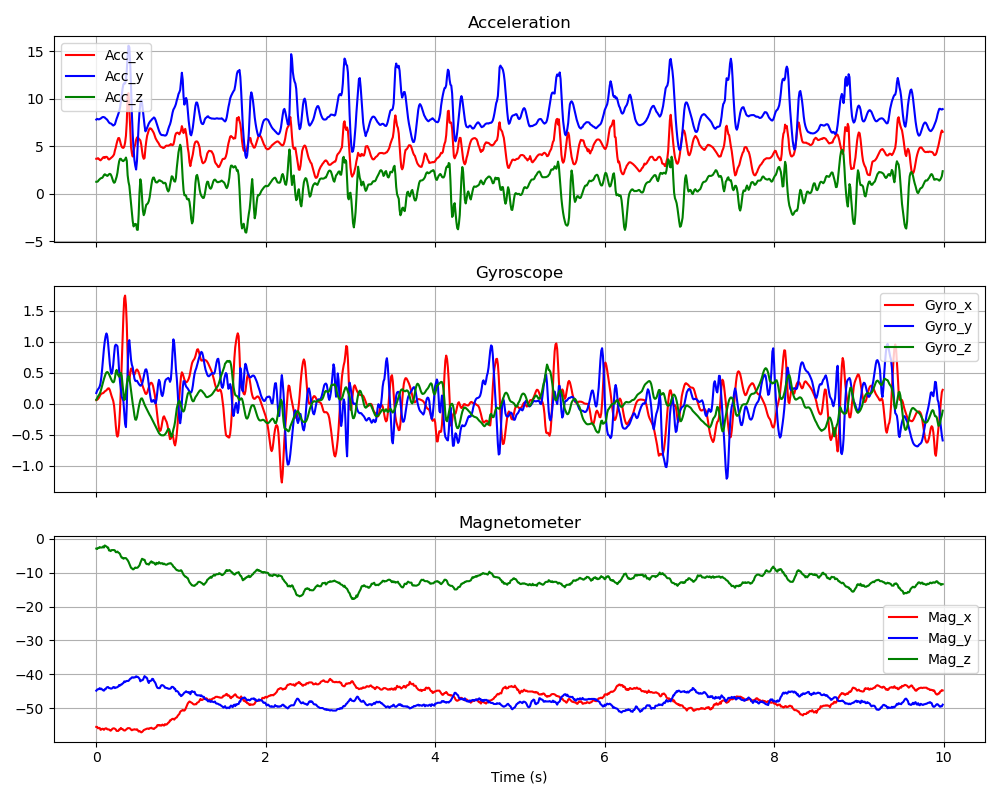 Acceleration
15
10
5
0
−5
Acc_x
Acc_y
Acc_z
Gyroscope
1.5
1.0
0.5
0.0
−0.5
−1.0
Gyro_x
Gyro_y
Gyro_z
Magnetometer
0
−10
−20
−30
−40
−50
Mag_x
Mag_y
Mag_z
0 2 4 6 8 10
Time (s)